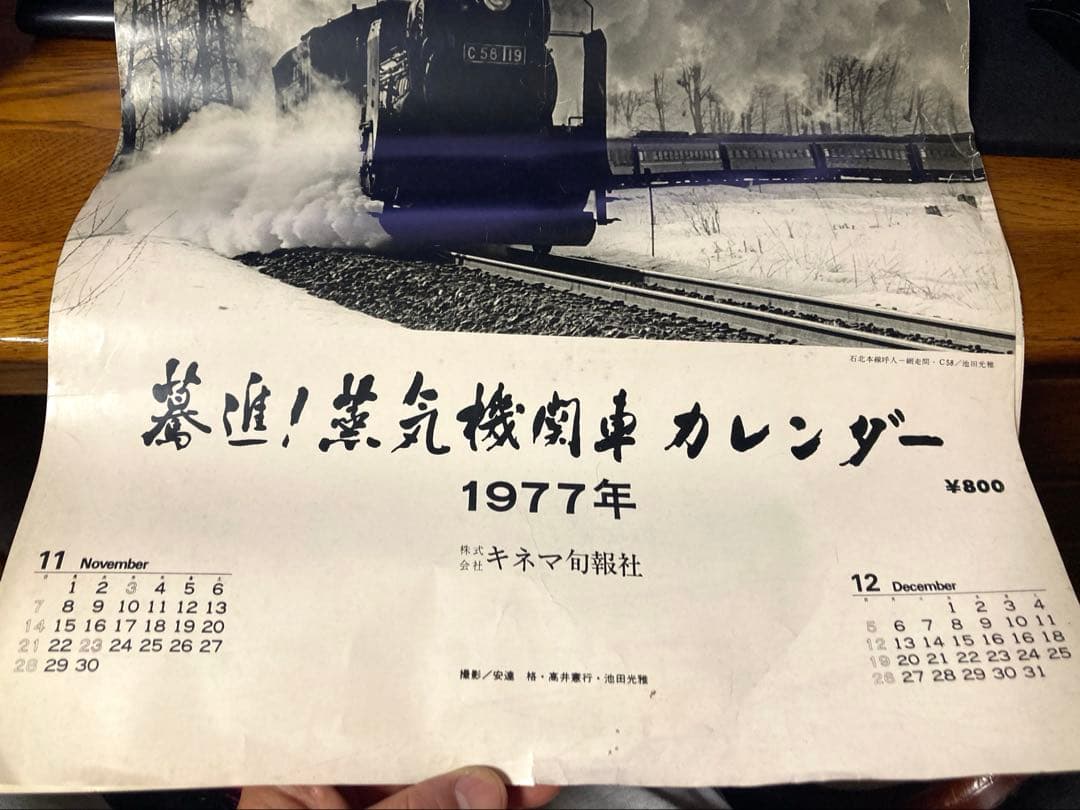 C58 119
石北本線呼人－網走間・C58／池田光雅
驀進！蒸気機関車カレンダー
¥800
1977年
株式会社 キネマ旬報社
11 November
1 2 3 4 5 6
7 8 9 10 11 12 13
14 15 16 17 18 19 20
21 22 23 24 25 26 27
28 29 30
12 December
1 2 3 4
5 6 7 8 9 10 11
12 13 14 15 16 16 18
19 20 21 22 23 24 25
26 27 28 29 30 31
撮影／安達　格・高井憲行・池田光雅